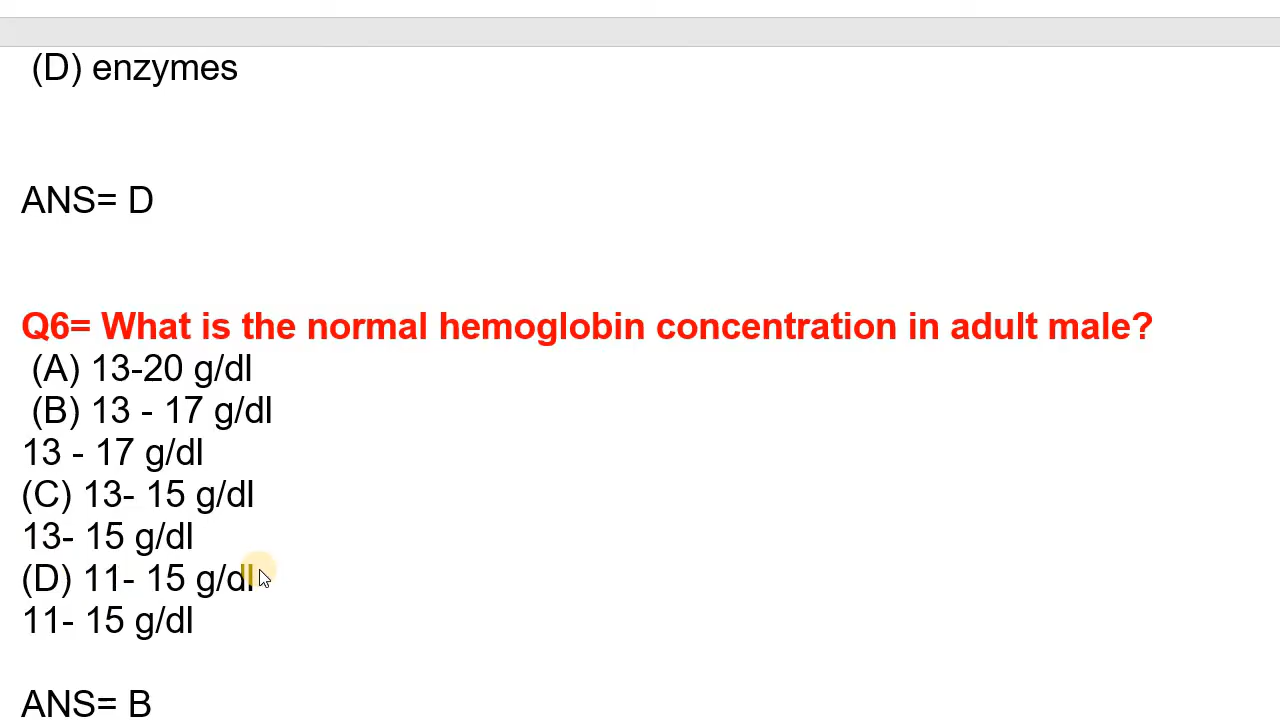 (D) enzymes
ANS= D
Q6= What is the normal hemoglobin concentration in adult male?
(A) 13-20 g/dl
(B) 13 - 17 g/dl
13 - 17 g/dl
(C) 13- 15 g/dl
13- 15 g/dl
(D) 11- 15 g/dl
11- 15 g/dl
ANS= B